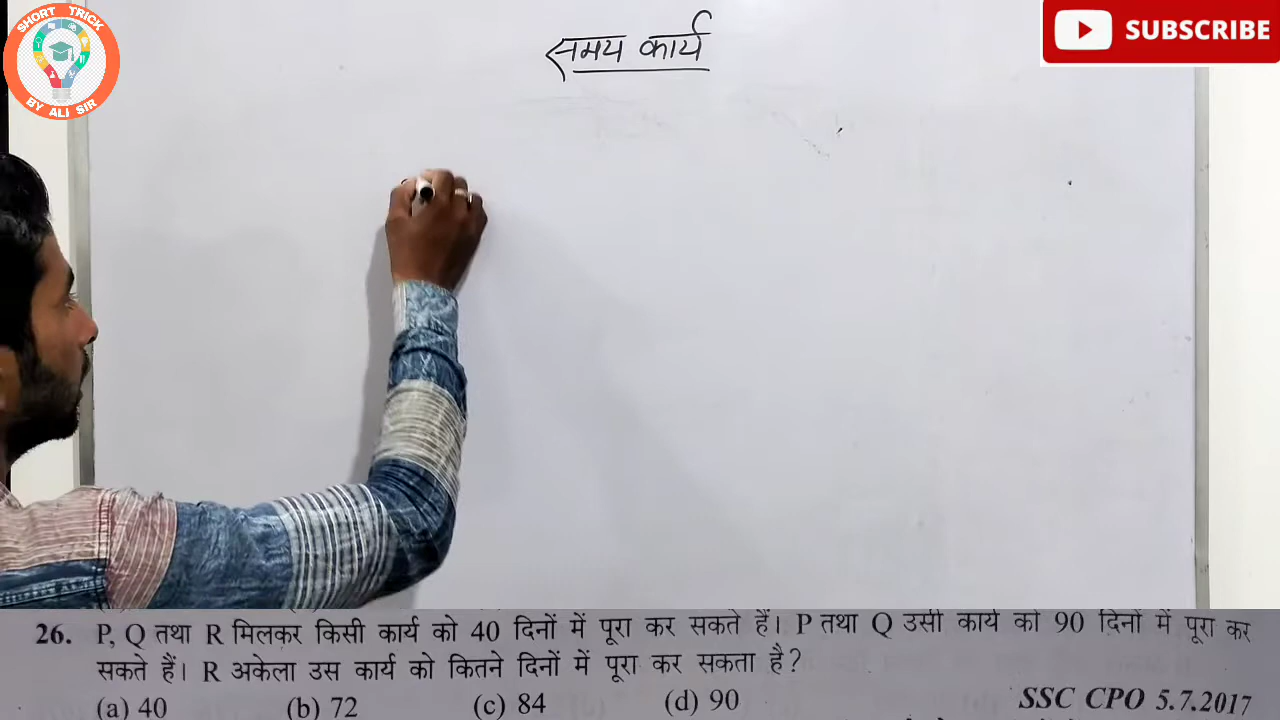 SHORT TRICK
BY ALI SIR
SUBSCRIBE
समय कार्य
26. P, Q तथा R मिलकर किसी कार्य को 40 दिनों में पूरा कर सकते हैं। P तथा Q उसी कार्य को 90 दिनों में पूरा कर
सकते हैं। R अकेला उस कार्य को कितने दिनों में पूरा कर सकता है?
(a) 40 (b) 72 (c) 84 (d) 90 SSC CPO 5.7.2017